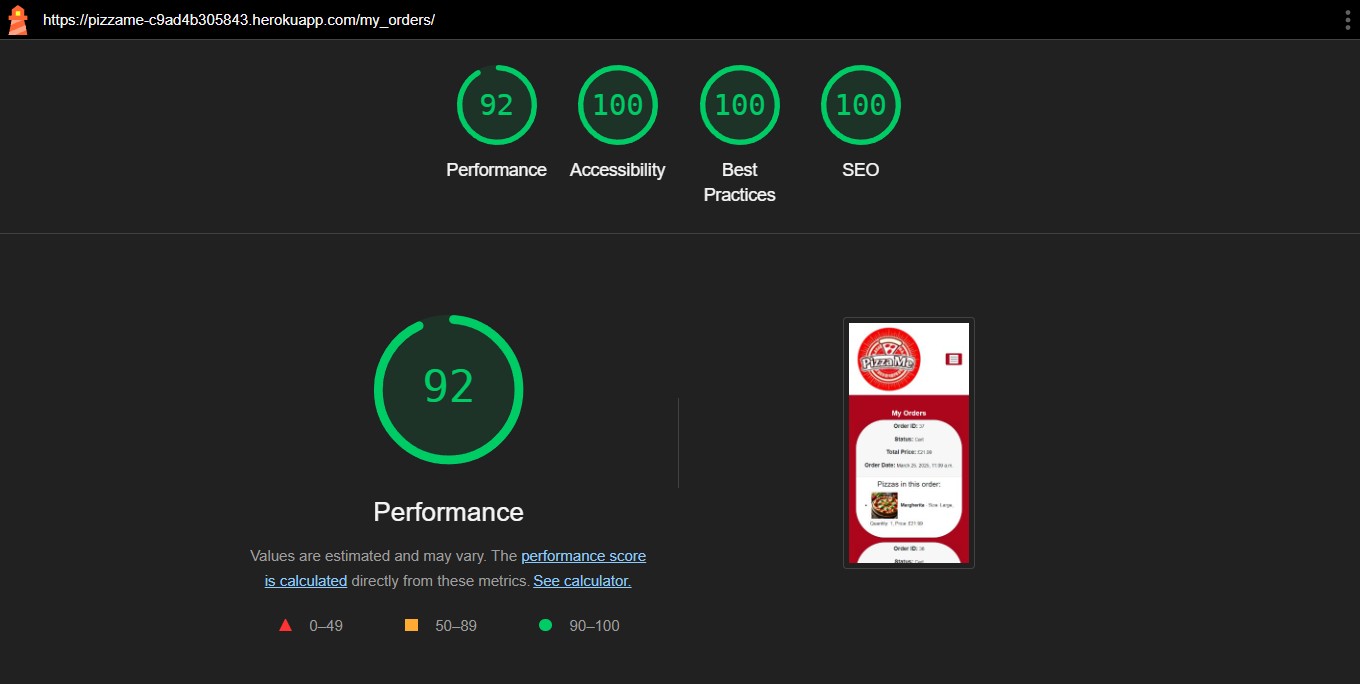 https://pizzame-c9ad4b305843.herokuapp.com/my_orders/
92
100
100
100
Performance
Accessibility
Best
Practices
SEO
92
Performance
Values are estimated and may vary. The performance score
is calculated directly from these metrics. See calculator.
0–49
50–89
90–100
PizzaMe
My Orders
Order ID: 37
Status: Cart
Total Price: £21.98
Order Date: March 25, 2025, 11:59 a.m.
Pizzas in this order:
Margherita - Size: Large,
Quantity: 1, Price: £21.98
Order ID: 38
Status: Cart